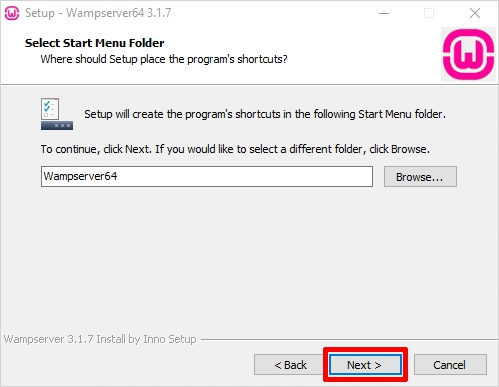 Setup - Wampserver64 3.1.7
Select Start Menu Folder
Where should Setup place the program's shortcuts?
Setup will create the program's shortcuts in the following Start Menu folder.
To continue, click Next. If you would like to select a different folder, click Browse.
Wampserver64
Browse...
Wampserver 3.1.7 Install by Inno Setup
< Back
Next >
Cancel